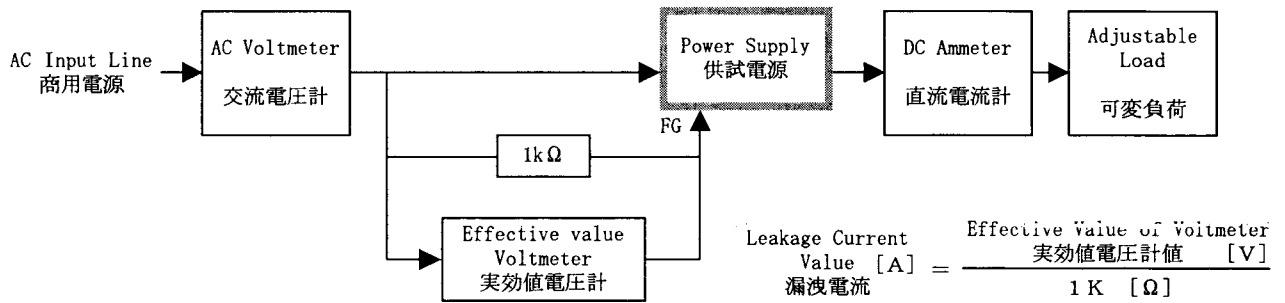 AC Input Line
商用電源
AC Voltmeter
交流電圧計
Power Supply
供試電源
DC Ammeter
直流電流計
Adjustable
Load
可変負荷
FG
1kΩ
Effective value
Voltmeter
実効値電圧計
Leakage Current
Value [A] =
漏洩電流
Effective Value of Voltmeter
実効値電圧計値 [V]
1K [Ω]